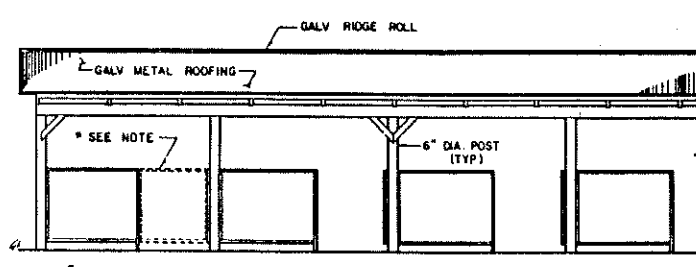 GALV RIDGE ROLL
GALV METAL ROOFING
* SEE NOTE
6" DIA. POST
(TYP)